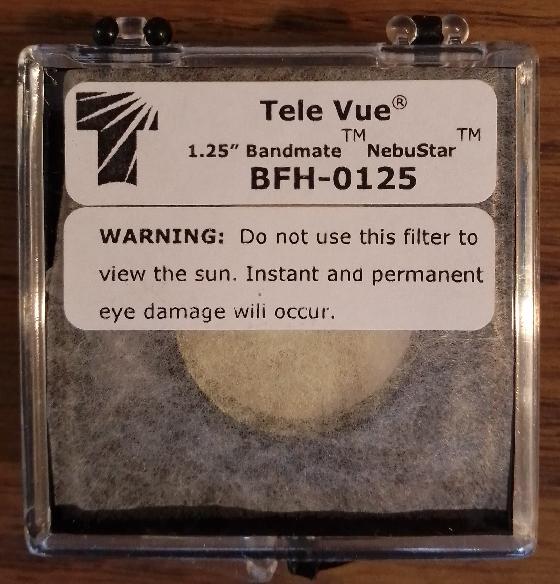 Tele Vue®
1.25" Bandmate™ NebuStar™
BFH-0125
WARNING: Do not use this filter to
view the sun. Instant and permanent
eye damage will occur.